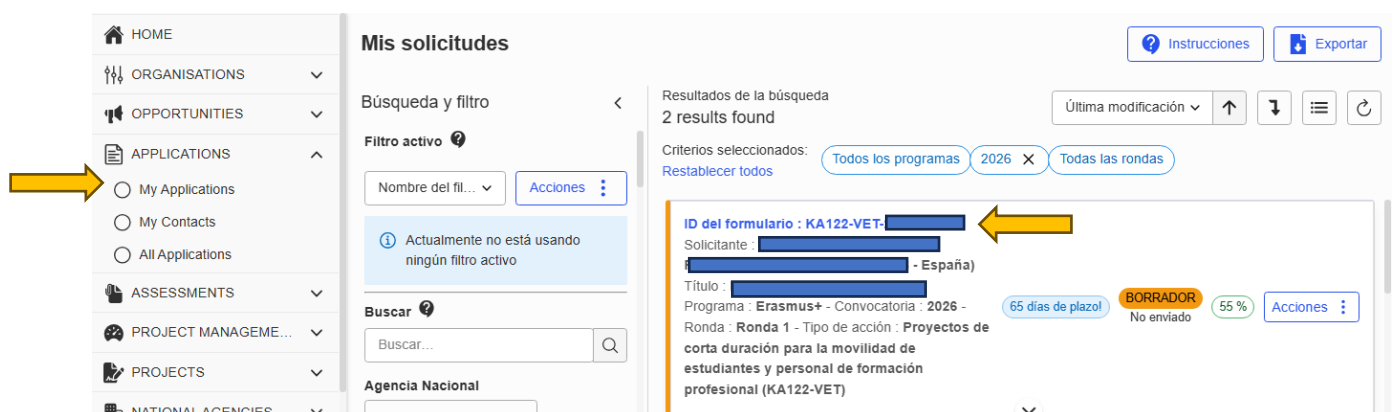 HOME
ORGANISATIONS
OPPORTUNITIES
APPLICATIONS
My Applications
My Contacts
All Applications
ASSESSMENTS
PROJECT MANAGEME...
PROJECTS
NATIONAL AGENCIES
Mis solicitudes
Instrucciones
Exportar
Búsqueda y filtro
Filtro activo
Nombre del fil...
Acciones
Actualmente no está usando
ningún filtro activo
Buscar
Buscar...
Agencia Nacional
Resultados de la búsqueda
2 results found
Última modificación
Criterios seleccionados:
Restablecer todos
Todos los programas
2026 X
Todas las rondas
ID del formulario : KA122-VET-
Solicitante :
- España)
Título :
Programa : Erasmus+ - Convocatoria : 2026 -
Ronda : Ronda 1 - Tipo de acción : Proyectos de
corta duración para la movilidad de
estudiantes y personal de formación
profesional (KA122-VET)
65 días de plazo!
BORRADOR
No enviado
55 %
Acciones